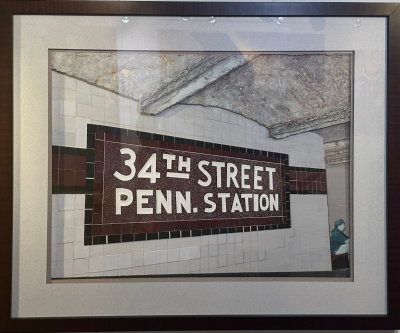 34TH STREET
PENN. STATION